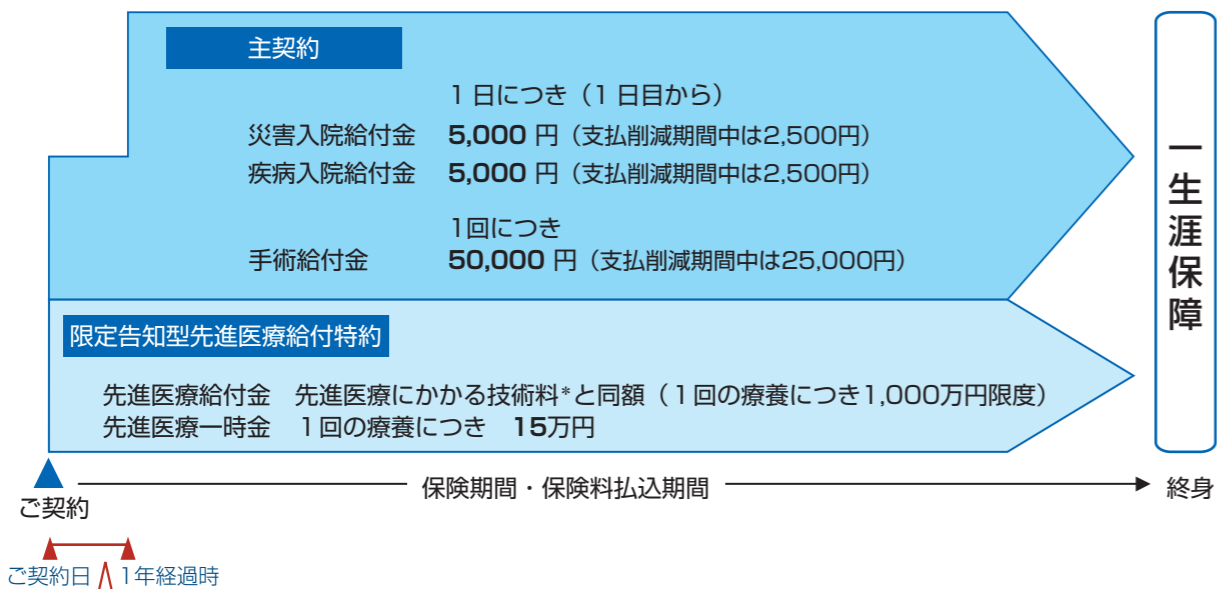 主契約
1日につき（1日目から）
災害入院給付金 5,000円（支払削減期間中は2,500円）
疾病入院給付金 5,000円（支払削減期間中は2,500円）
1回につき
手術給付金 50,000円（支払削減期間中は25,000円）
限定告知型先進医療給付特約
先進医療給付金 先進医療にかかる技術料*と同額（1回の療養につき1,000万円限度）
先進医療一時金 1回の療養につき 15万円
一生涯保障
保険期間・保険料払込期間
終身
ご契約
ご契約日
1年経過時